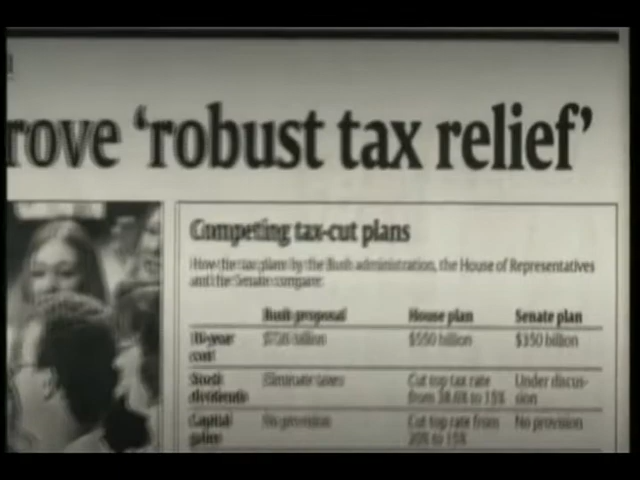 rove ‘robust tax relief’
Competing tax-cut plans
How the tax plans by the Bush administration, the House of Representatives
and the Senate compare:
Bush proposal House plan Senate plan
10-year $726 billion $550 billion $350 billion
cost
Stock Eliminate taxes Cut top tax rate Under discus-
dividends from 38.6% to 15% sion
Capital No provision Cut top rate from No provision
gains 20% to 15%